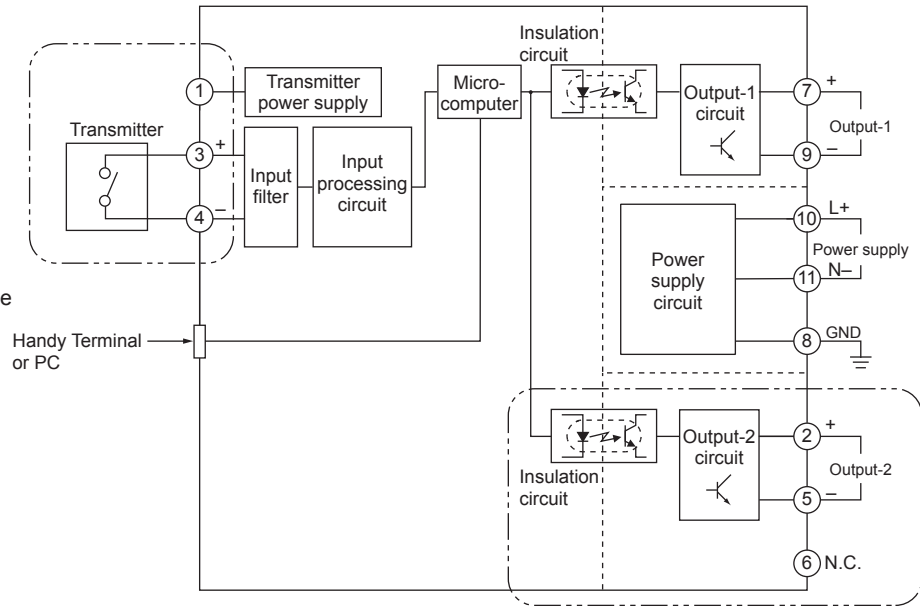 Insulation
circuit
1
Transmitter
power supply
Micro-
computer
Output-1
circuit
7
+
Output-1
9
–
Transmitter
3
+
4
–
Input
filter
Input
processing
circuit
10
L+
Power supply
11
N–
Power
supply
circuit
8
GND
e
Handy Terminal
or PC
Insulation
circuit
Output-2
circuit
2
+
Output-2
5
–
6
N.C.